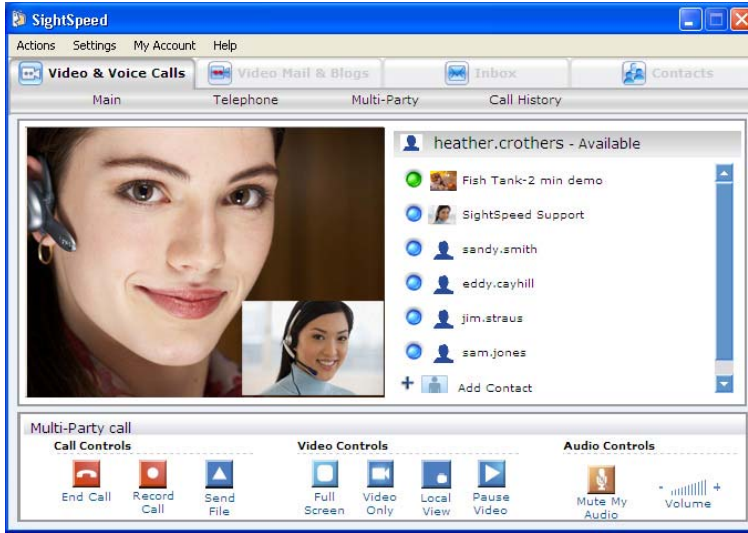 SightSpeed
Actions Settings My Account Help
Video & Voice Calls Video Mail & Blogs Inbox Contacts
Main Telephone Multi-Party Call History
heather.crothers - Available
Fish Tank-2 min demo
SightSpeed Support
sandy.smith
eddy.cayhill
jim.straus
sam.jones
+ Add Contact
Multi-Party call
Call Controls Video Controls Audio Controls
End Call Record Call Send File Full Screen Video Only Local View Pause Video Mute My Audio - + Volume